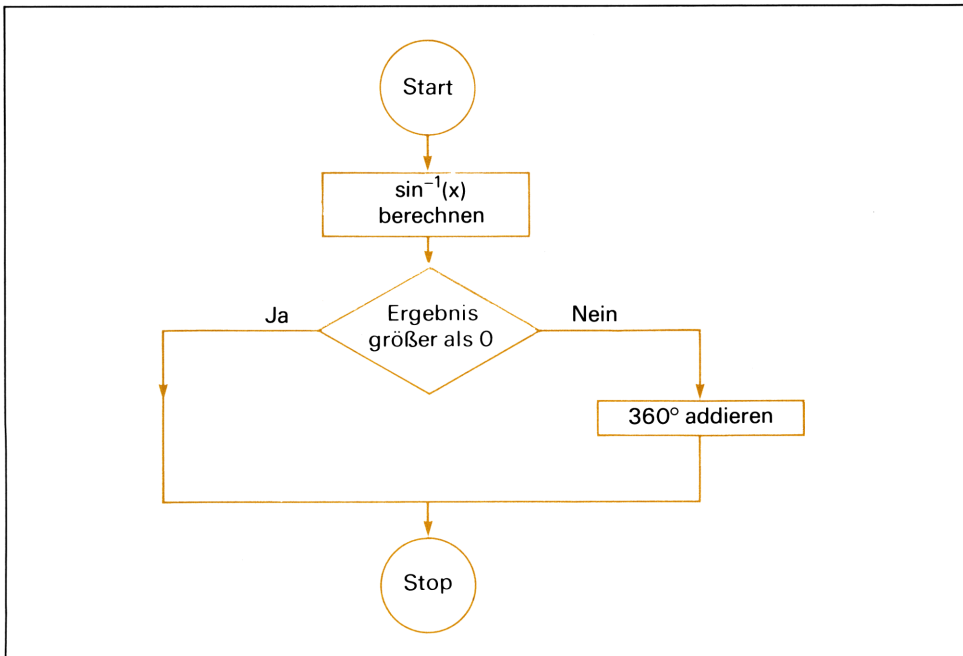 Start
sin⁻¹(x)
berechnen
Ergebnis
größer als 0
Ja
Nein
360° addieren
Stop